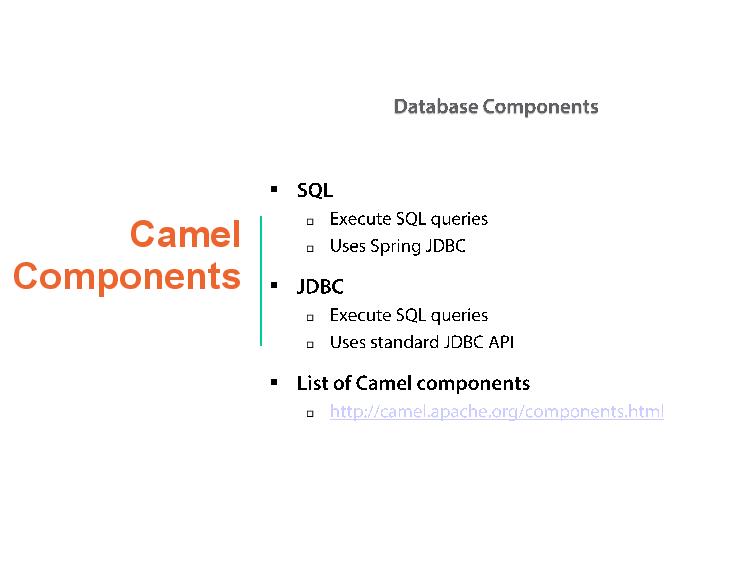 Database Components
Camel
Components
SQL
Execute SQL queries
Uses Spring JDBC
JDBC
Execute SQL queries
Uses standard JDBC API
List of Camel components
http://camel.apache.org/components.html